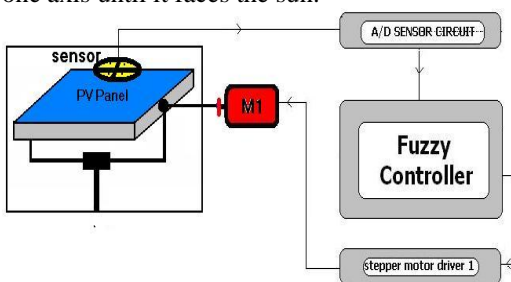 one axis until it faces the sun.
A/D SENSOR CIRCUIT
sensor
PV Panel
M1
Fuzzy
Controller
stepper motor driver 1